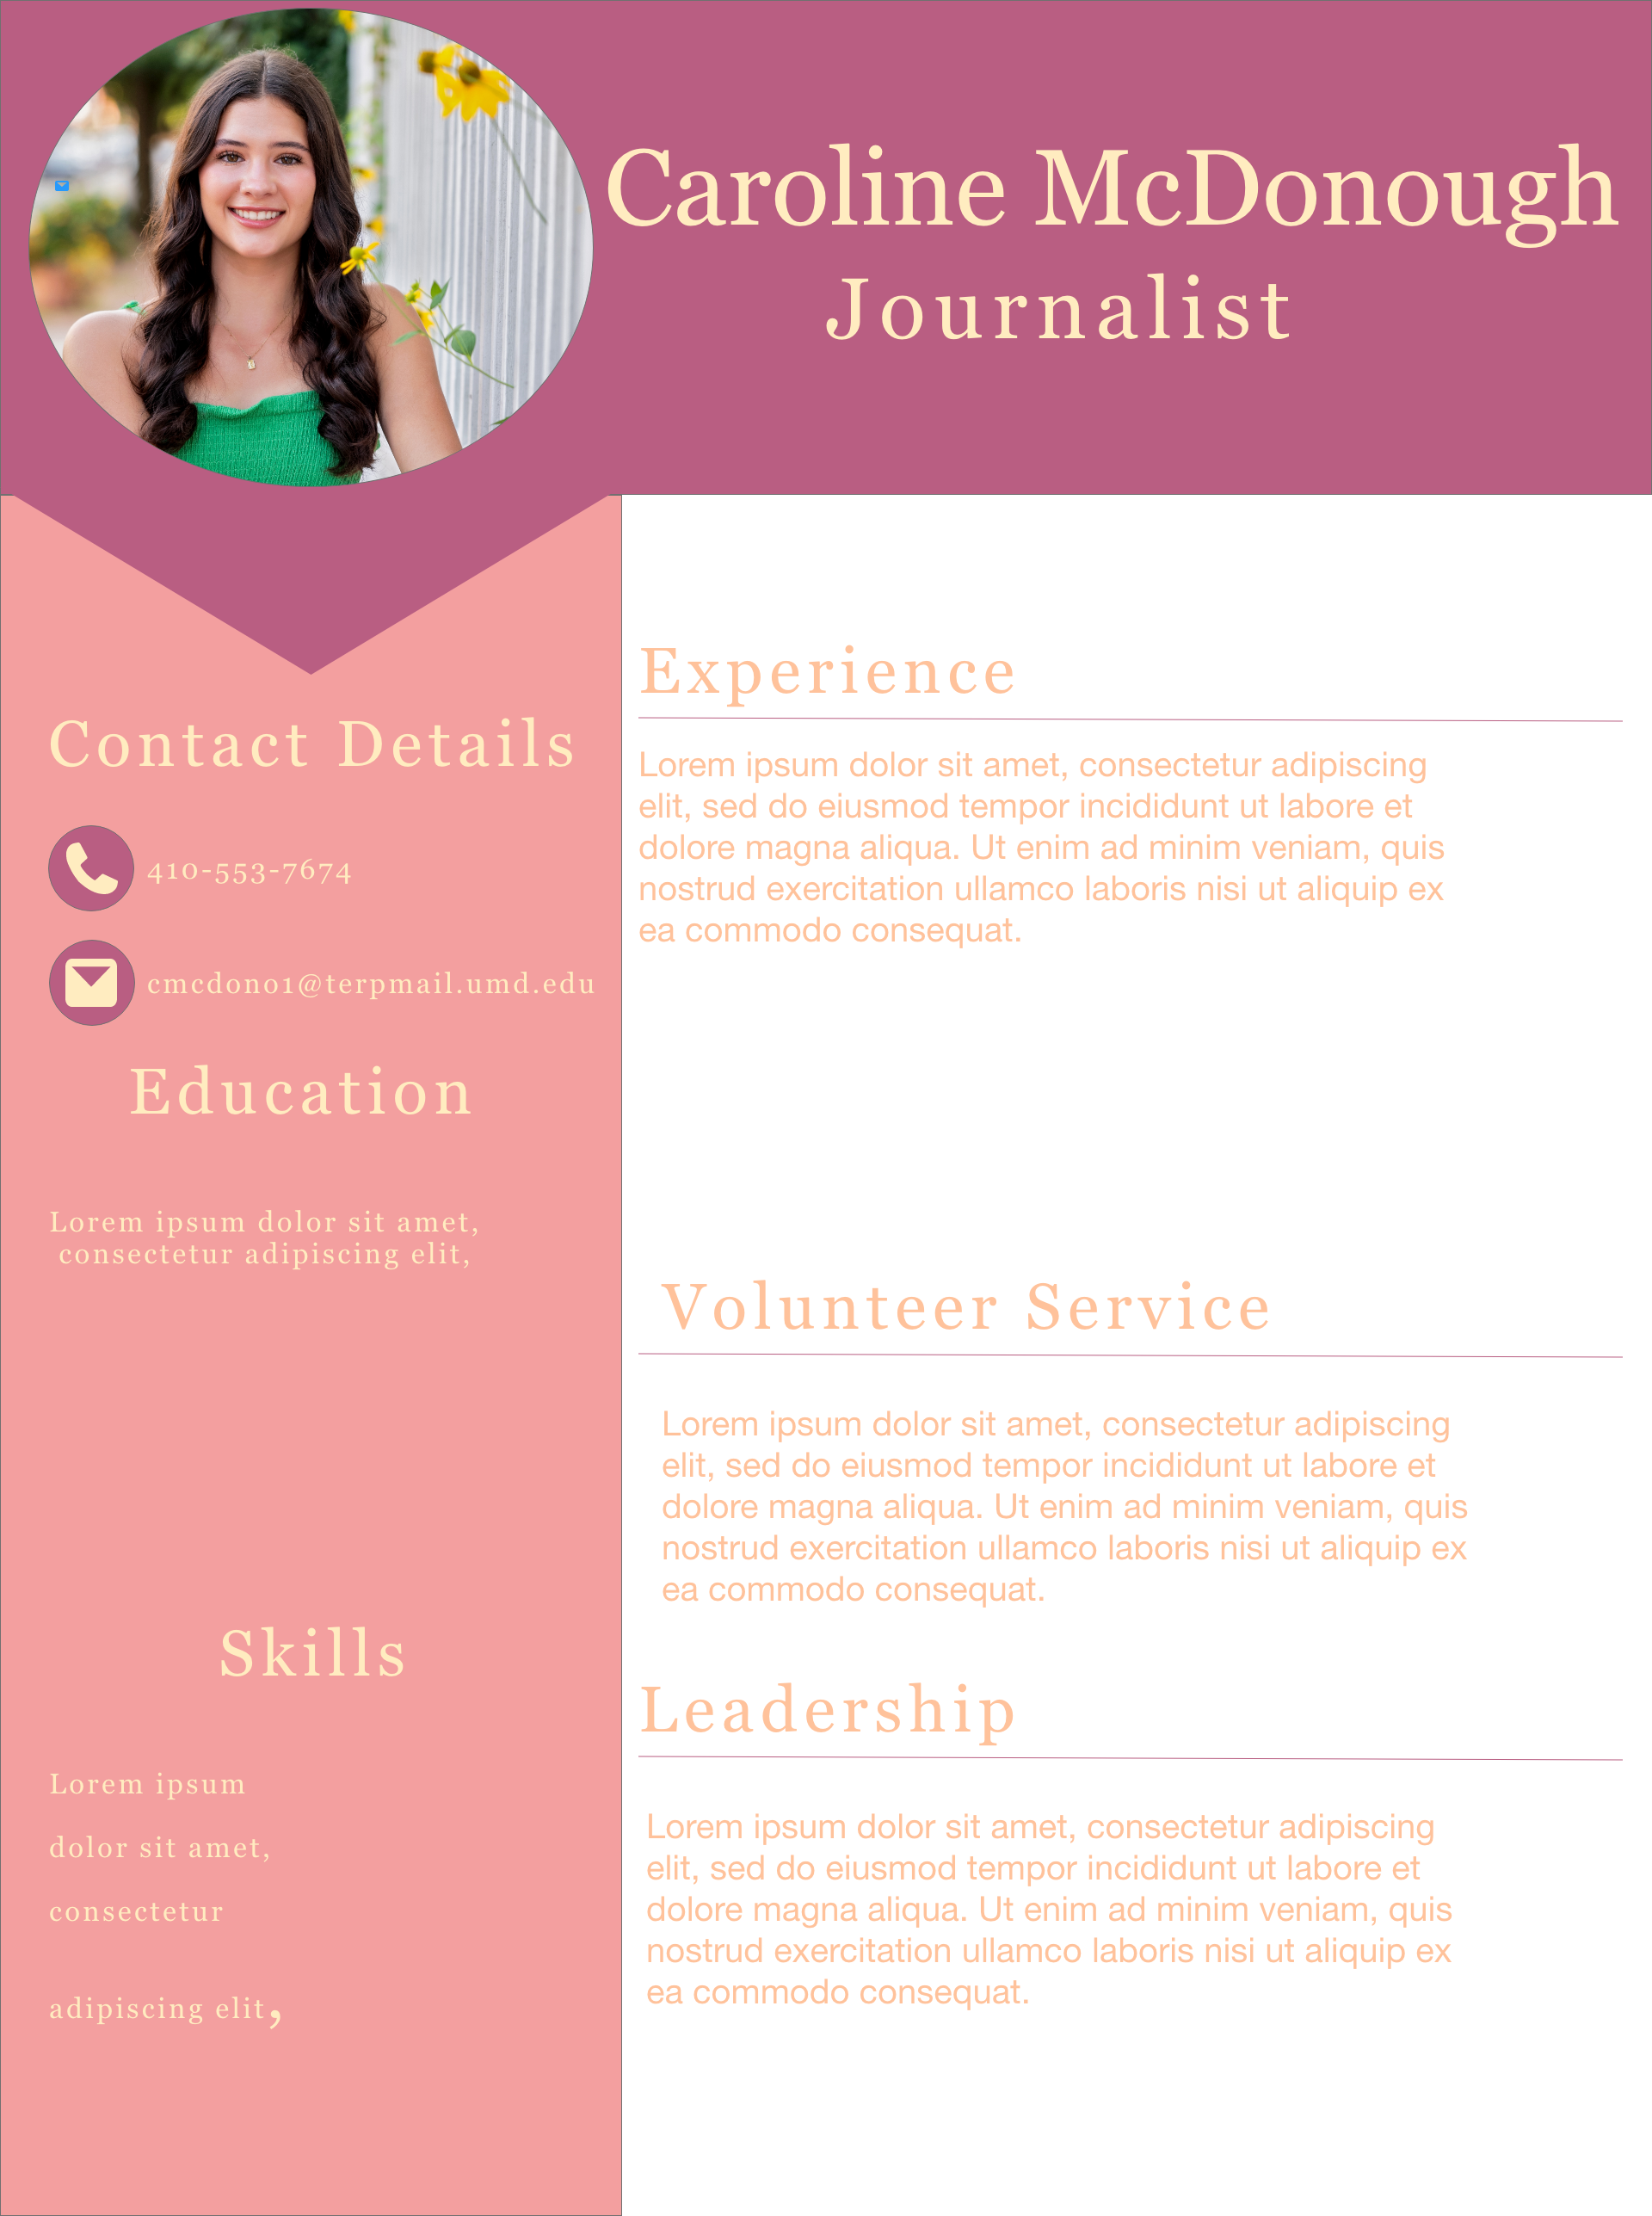 Caroline McDonough
Journalist
Contact Details
410-553-7674
cmcdono1@terpmail.umd.edu
Education
Lorem ipsum dolor sit amet,
consectetur adipiscing elit,
Skills
Lorem ipsum
dolor sit amet,
consectetur
adipiscing elit,
Experience
Lorem ipsum dolor sit amet, consectetur adipiscing
elit, sed do eiusmod tempor incididunt ut labore et
dolore magna aliqua. Ut enim ad minim veniam, quis
nostrud exercitation ullamco laboris nisi ut aliquip ex
ea commodo consequat.
Volunteer Service
Lorem ipsum dolor sit amet, consectetur adipiscing
elit, sed do eiusmod tempor incididunt ut labore et
dolore magna aliqua. Ut enim ad minim veniam, quis
nostrud exercitation ullamco laboris nisi ut aliquip ex
ea commodo consequat.
Leadership
Lorem ipsum dolor sit amet, consectetur adipiscing
elit, sed do eiusmod tempor incididunt ut labore et
dolore magna aliqua. Ut enim ad minim veniam, quis
nostrud exercitation ullamco laboris nisi ut aliquip ex
ea commodo consequat.